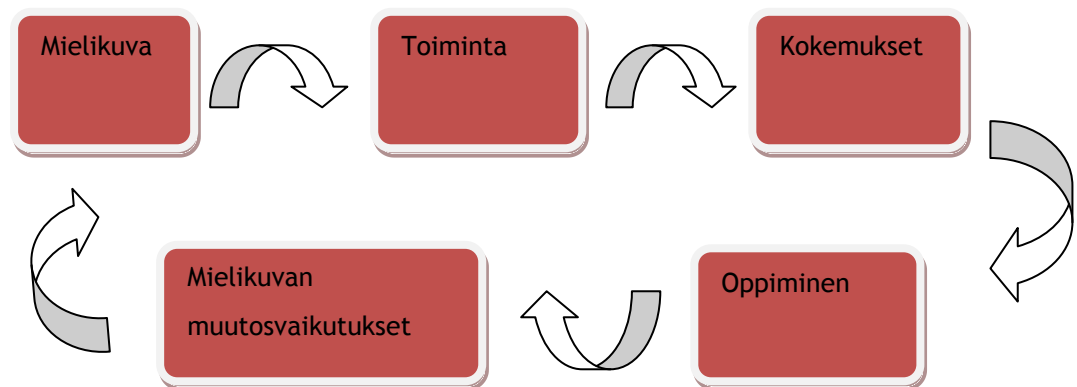 Mielikuva
Toiminta
Kokemukset
Oppiminen
Mielikuvan
muutosvaikutukset